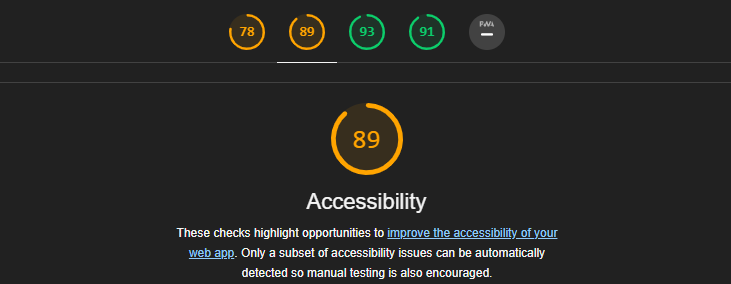 78 89 93 91 PWA
89
Accessibility
These checks highlight opportunities to improve the accessibility of your
web app. Only a subset of accessibility issues can be automatically
detected so manual testing is also encouraged.